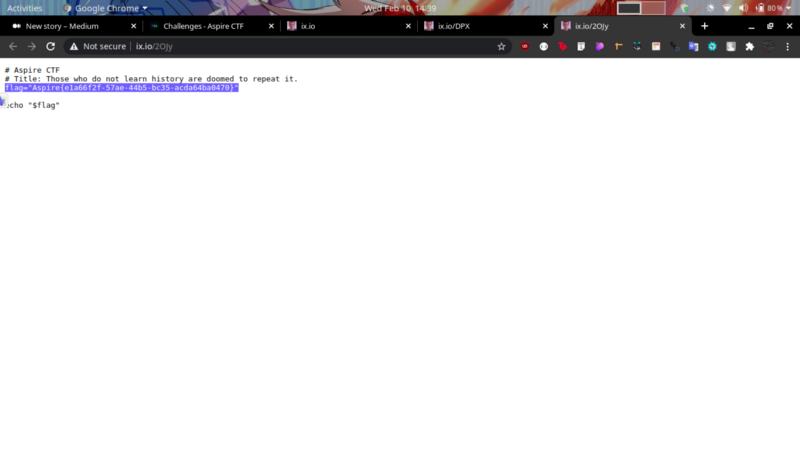 Activities
Google Chrome
Wed Feb 10, 14:39
80%
New story – Medium
Challenges - Aspire CTF
ix.io
ix.io/DPX
ix.io/2OJy
Not secure
ix.io/2OJy
# Aspire CTF
# Title: Those who do not learn history are doomed to repeat it.
flag="Aspire{e1a66f2f-57ae-44b5-bc35-acda64ba0470}"
echo "$flag"